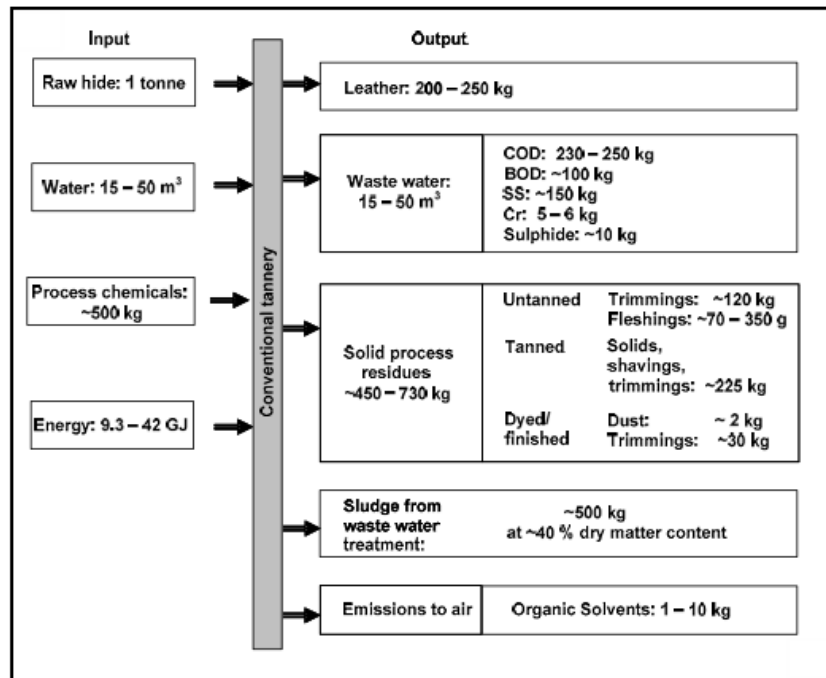 Input
Output
Raw hide: 1 tonne
Leather: 200 – 250 kg
Water: 15 – 50 m³
Waste water:
15 – 50 m³
COD: 230 – 250 kg
BOD: ~100 kg
SS: ~150 kg
Cr: 5 – 6 kg
Sulphide: ~10 kg
Process chemicals:
~500 kg
Conventional tannery
Solid process
residues
~450 – 730 kg
Untanned Trimmings: ~120 kg
Fleshings: ~70 – 350 g
Tanned Solids,
shavings,
trimmings: ~225 kg
Dyed/ Dust: ~ 2 kg
finished Trimmings: ~30 kg
Energy: 9.3 – 42 GJ
Sludge from
waste water
treatment:
~500 kg
at ~40 % dry matter content
Emissions to air
Organic Solvents: 1 – 10 kg